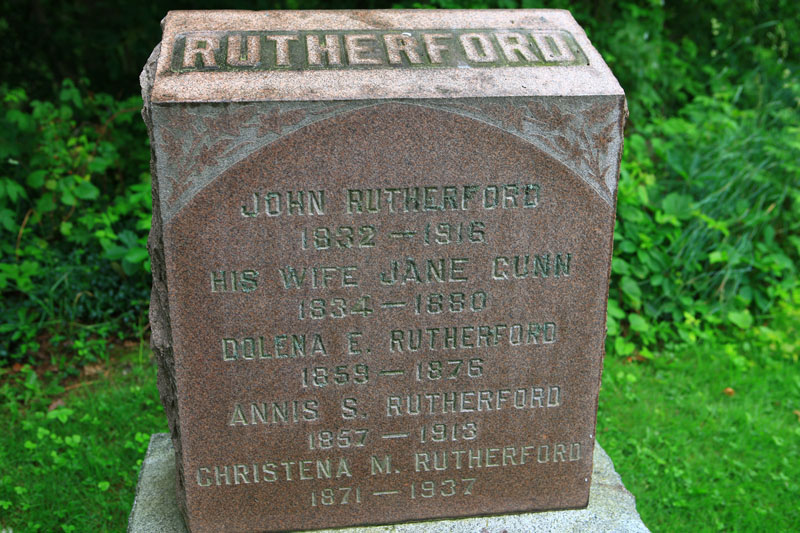 RUTHERFORD
JOHN RUTHERFORD
1832 – 1916
HIS WIFE JANE GUNN
1834 – 1880
DOLENA E. RUTHERFORD
1859 – 1876
ANNIS S. RUTHERFORD
1857 – 1913
CHRISTENA M. RUTHERFORD
1871 – 1937